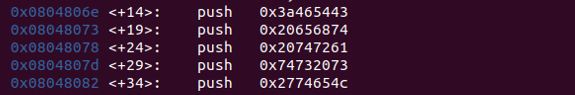 0x0804806e <+14>: push 0x3a465443
0x08048073 <+19>: push 0x20656874
0x08048078 <+24>: push 0x20747261
0x0804807d <+29>: push 0x74732073
0x08048082 <+34>: push 0x2774654c